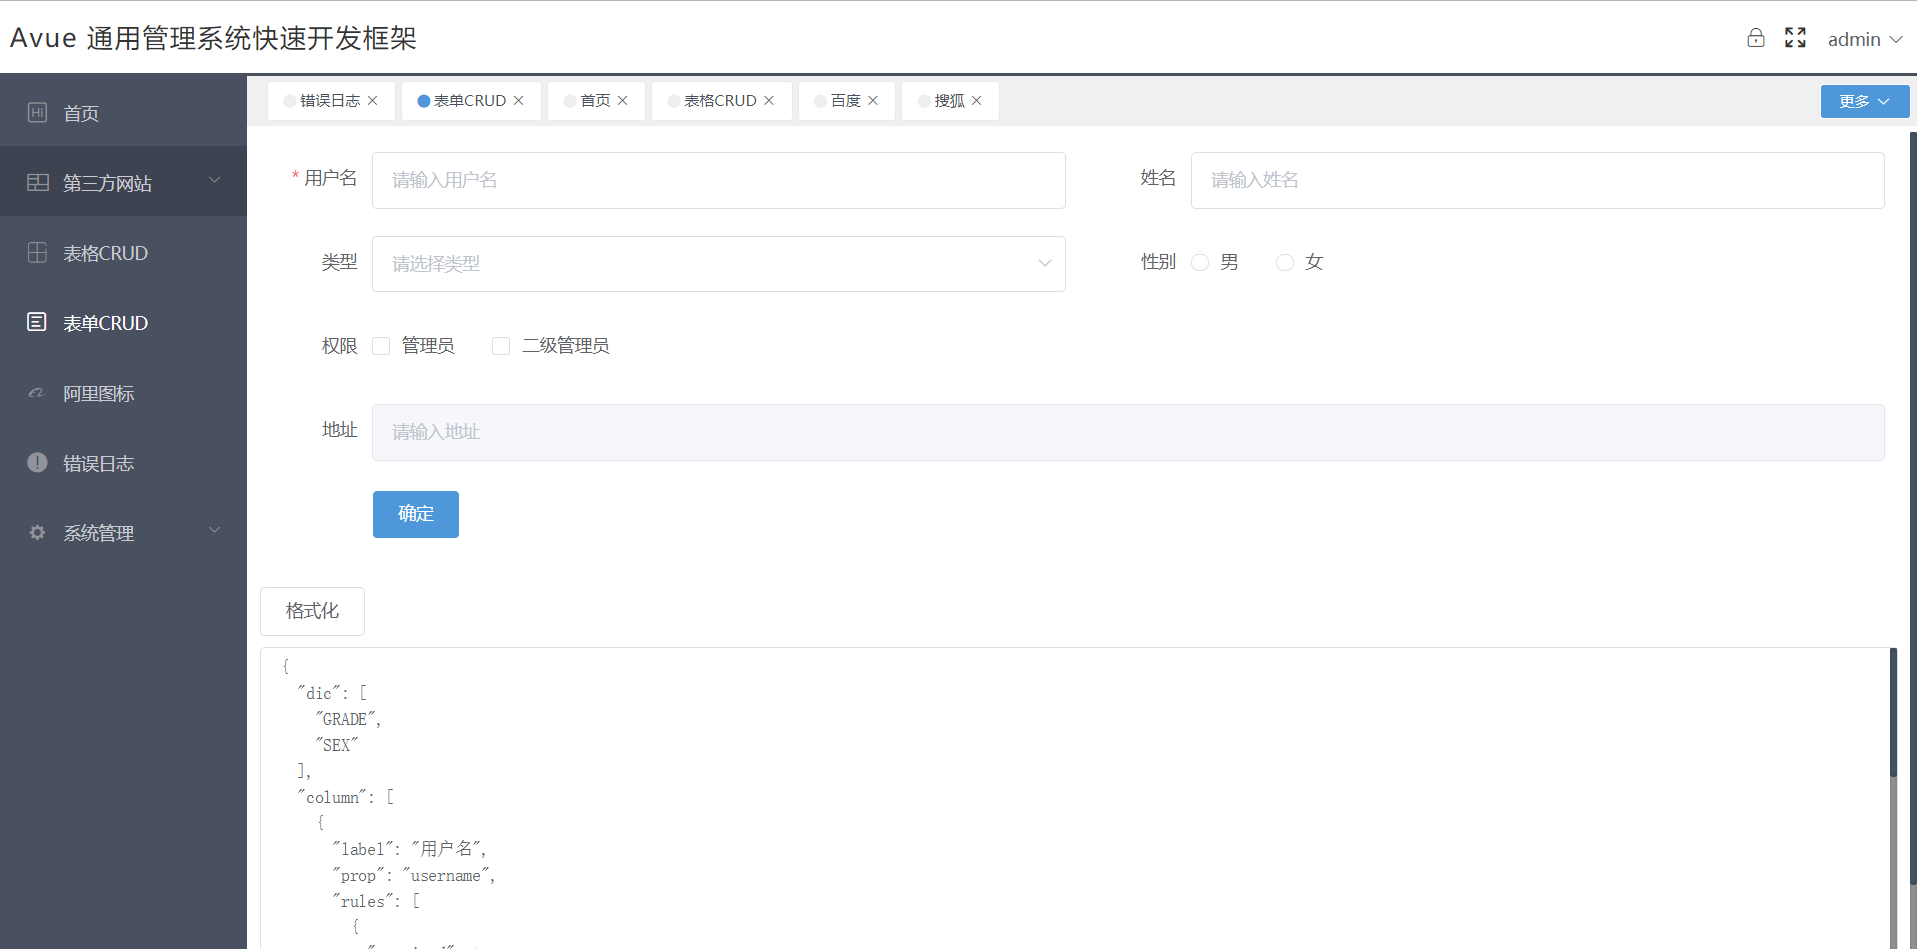 Avue 通用管理系统快速开发框架
admin
首页
第三方网站
表格CRUD
表单CRUD
阿里图标
错误日志
系统管理
错误日志 表单CRUD 首页 表格CRUD 百度 搜狐 更多
* 用户名 请输入用户名 姓名 请输入姓名
类型 请选择类型 性别 男 女
权限 管理员 二级管理员
地址 请输入地址
确定
格式化
{
"dic": [
"GRADE",
"SEX"
],
"column": [
{
"label": "用户名",
"prop": "username",
"rules": [
{